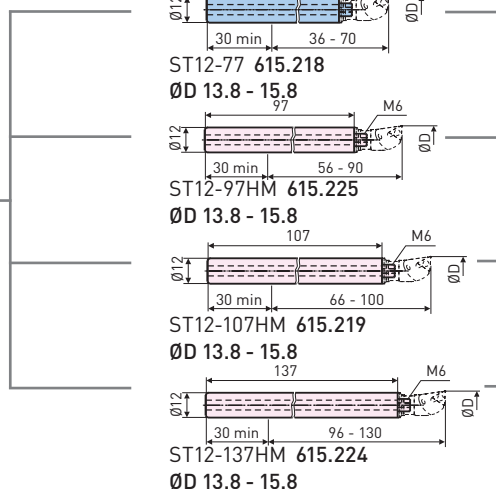 Ø12 ØD
30 min 36 - 70
ST12-77 615.218
ØD 13.8 - 15.8
97 M6
Ø12 ØD
30 min 56 - 90
ST12-97HM 615.225
ØD 13.8 - 15.8
107 M6
Ø12 ØD
30 min 66 - 100
ST12-107HM 615.219
ØD 13.8 - 15.8
137 M6
Ø12 ØD
30 min 96 - 130
ST12-137HM 615.224
ØD 13.8 - 15.8